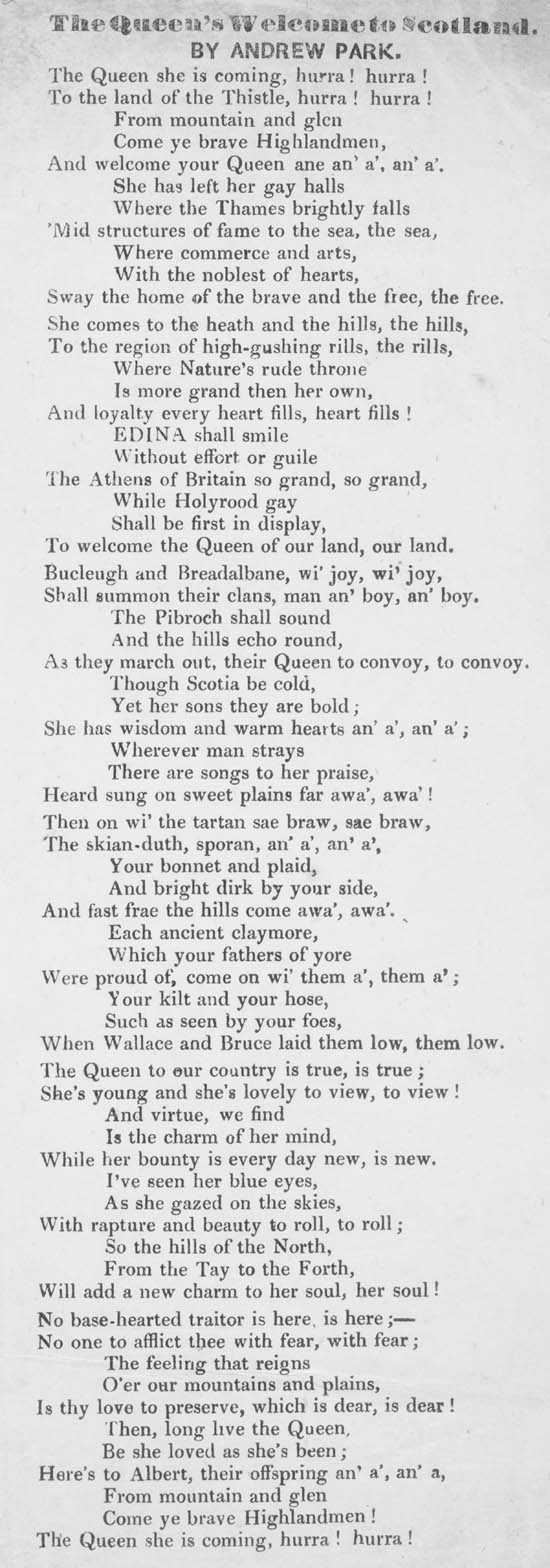 The Queen's Welcome to Scotland.
BY ANDREW PARK.
The Queen she is coming, hurra! hurra!
To the land of the Thistle, hurra! hurra!
From mountain and glen
Come ye brave Highlandmen,
And welcome your Queen ane an' a', an' a'.
She has left her gay halls
Where the Thames brightly falls
'Mid structures of fame to the sea, the sea,
Where commerce and arts,
With the noblest of hearts,
Sway the home of the brave and the free, the free.
She comes to the heath and the hills, the hills,
To the region of high-gushing rills, the rills,
Where Nature's rude throne
Is more grand then her own,
And loyalty every heart fills, heart fills!
EDINA shall smile
Without effort or guile
The Athens of Britain so grand, so grand,
While Holyrood gay
Shall be first in display,
To welcome the Queen of our land, our land.
Bucleugh and Breadalbane, wi' joy, wi' joy,
Shall summon their clans, man an' boy, an' boy.
The Pibroch shall sound
And the hills echo round,
As they march out, their Queen to convoy, to convoy.
Though Scotia be cold,
Yet her sons they are bold;
She has wisdom and warm hearts an' a', an' a';
Wherever man strays
There are songs to her praise,
Heard sung on sweet plains far awa', awa'!
Then on wi' the tartan sae braw, sae braw,
The skian-duth, sporan, an' a', an' a',
Your bonnet and plaid,
And bright dirk by your side,
And fast frae the hills come awa', awa'.
Each ancient claymore,
Which your fathers of yore
Were proud of, come on wi' them a', them a';
Your kilt and your hose,
Such as seen by your foes,
When Wallace and Bruce laid them low, them low.
The Queen to our country is true, is true;
She's young and she's lovely to view, to view!
And virtue, we find
Is the charm of her mind,
While her bounty is every day new, is new.
I've seen her blue eyes,
As she gazed on the skies,
With rapture and beauty to roll, to roll;
So the hills of the North,
From the Tay to the Forth,
Will add a new charm to her soul, her soul!
No base-hearted traitor is here, is here;—
No one to afflict thee with fear, with fear;
The feeling that reigns
O'er our mountains and plains,
Is thy love to preserve, which is dear, is dear!
Then, long live the Queen,
Be she loved as she's been;
Here's to Albert, their offspring an' a', an' a,
From mountain and glen
Come ye brave Highlandmen!
The Queen she is coming, hurra! hurra!